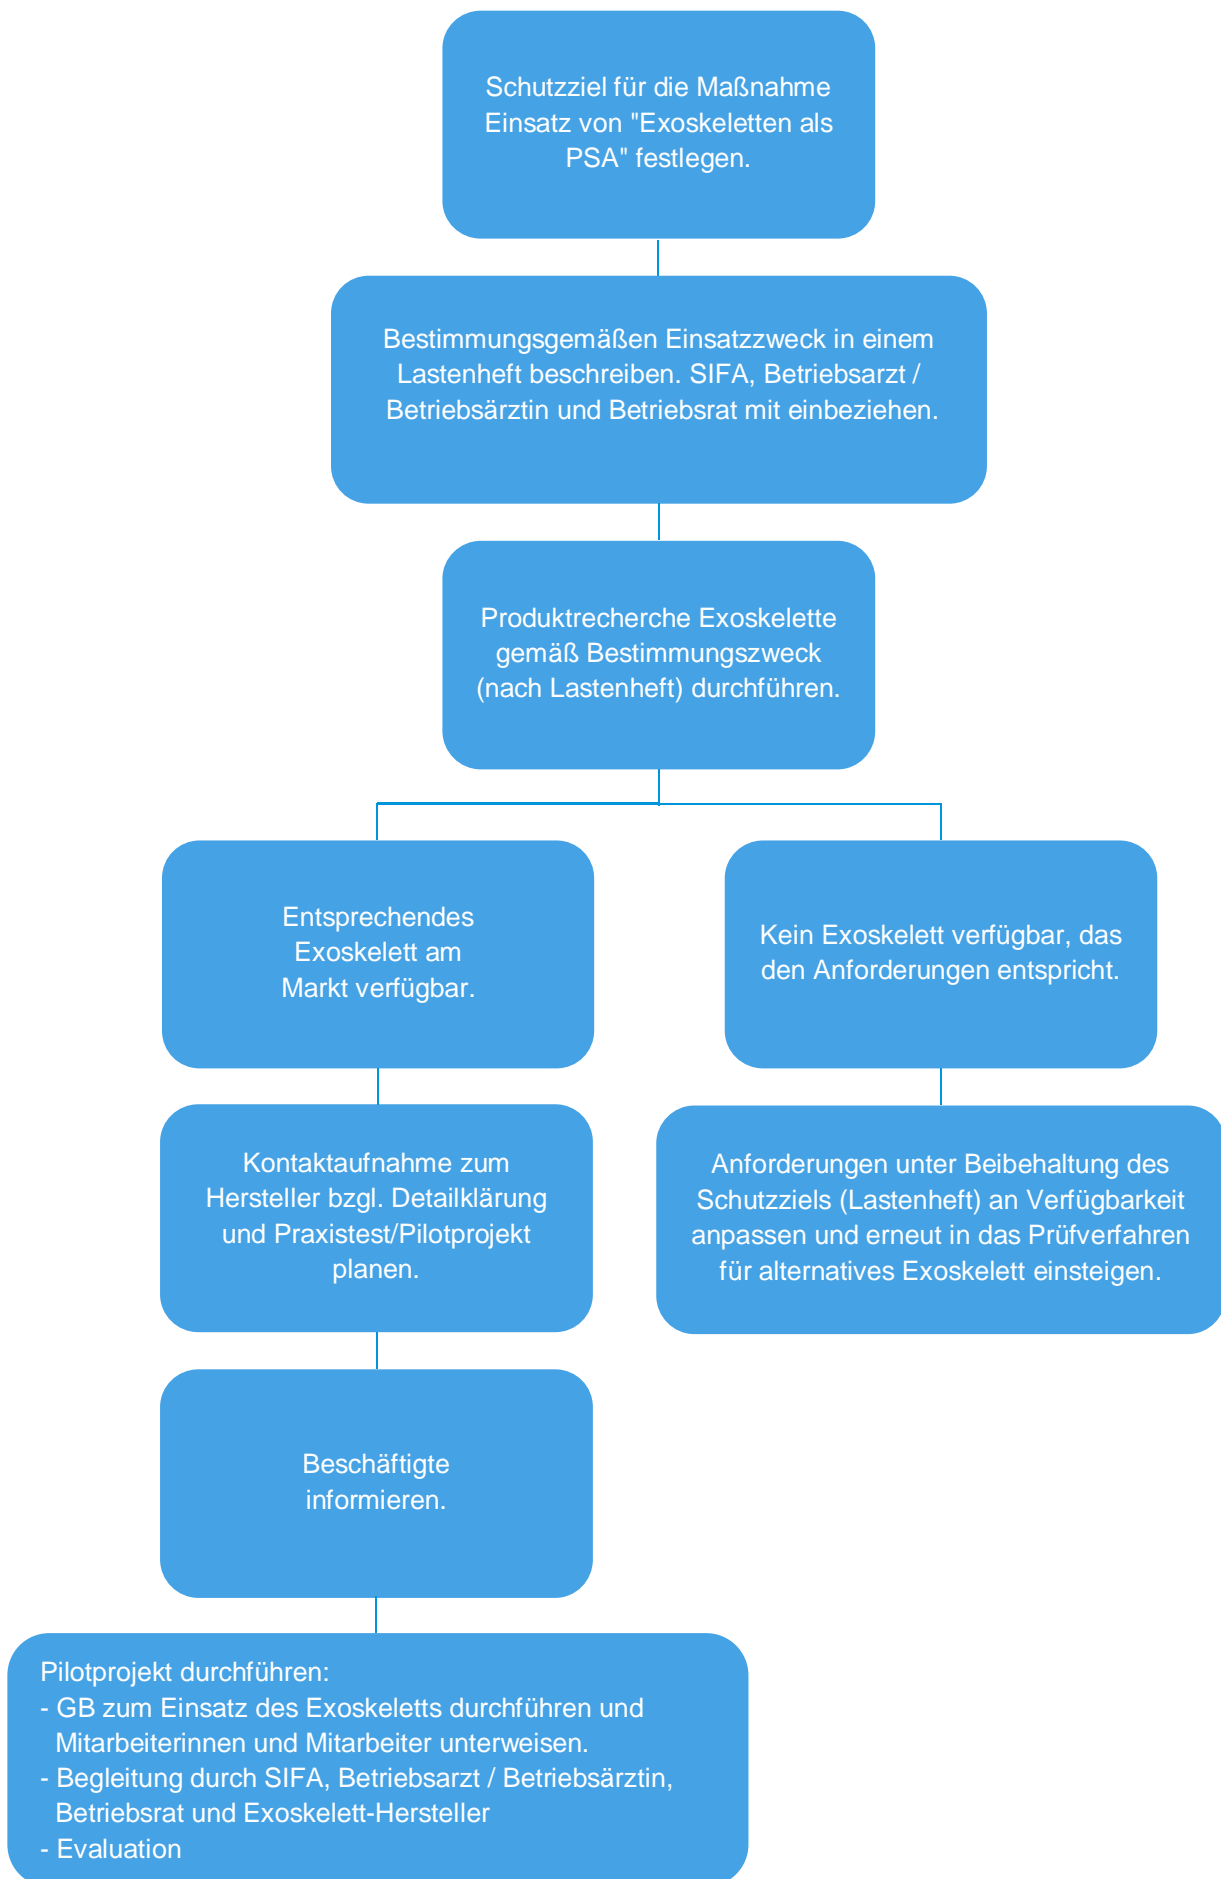 Schutzziel für die Maßnahme
Einsatz von "Exoskeletten als
PSA" festlegen.
Bestimmungsgemäßen Einsatzzweck in einem
Lastenheft beschreiben. SIFA, Betriebsarzt /
Betriebsärztin und Betriebsrat mit einbeziehen.
Produktrecherche Exoskelette
gemäß Bestimmungszweck
(nach Lastenheft) durchführen.
Entsprechendes
Exoskelett am
Markt verfügbar.
Kein Exoskelett verfügbar, das
den Anforderungen entspricht.
Kontaktaufnahme zum
Hersteller bzgl. Detailklärung
und Praxistest/Pilotprojekt
planen.
Anforderungen unter Beibehaltung des
Schutzziels (Lastenheft) an Verfügbarkeit
anpassen und erneut in das Prüfverfahren
für alternatives Exoskelett einsteigen.
Beschäftigte
informieren.
Pilotprojekt durchführen:
- GB zum Einsatz des Exoskeletts durchführen und
Mitarbeiterinnen und Mitarbeiter unterweisen.
- Begleitung durch SIFA, Betriebsarzt / Betriebsärztin,
Betriebsrat und Exoskelett-Hersteller
- Evaluation